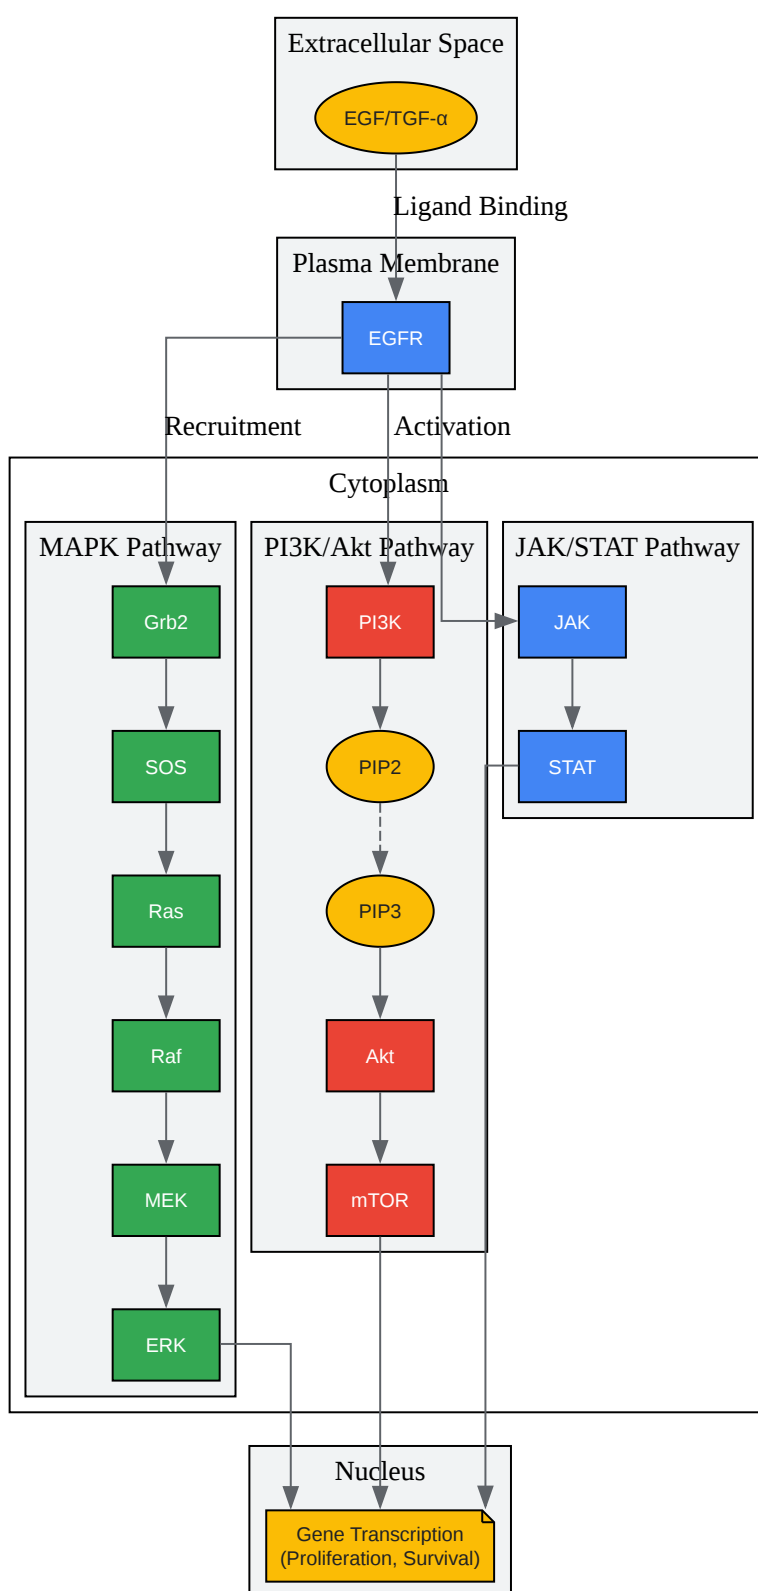 Extracellular Space
EGF/TGF-α
Ligand Binding
Plasma Membrane
EGFR
Recruitment
Activation
Cytoplasm
MAPK Pathway
PI3K/Akt Pathway
JAK/STAT Pathway
Grb2
PI3K
JAK
SOS
PIP2
STAT
Ras
PIP3
Raf
Akt
MEK
mTOR
ERK
Nucleus
Gene Transcription
(Proliferation, Survival)